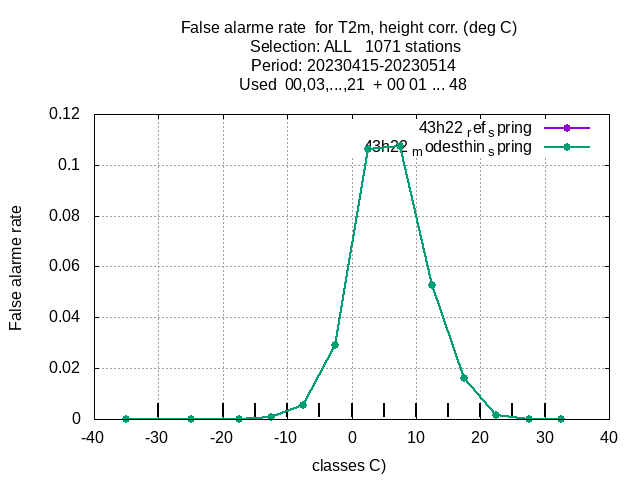 False alarme rate  for T2m, height corr. (deg C)
Selection: ALL   1071 stations
Period: 20230415-20230514
Used  00,03,...,21  + 00 01 ... 48
0.12
43h22 ref spring
0.1
43h22 modesthin spring
0.08
0.06
0.04
0.02
0
False alarme rate
-40 -30 -20 -10 0 10 20 30 40
classes C)